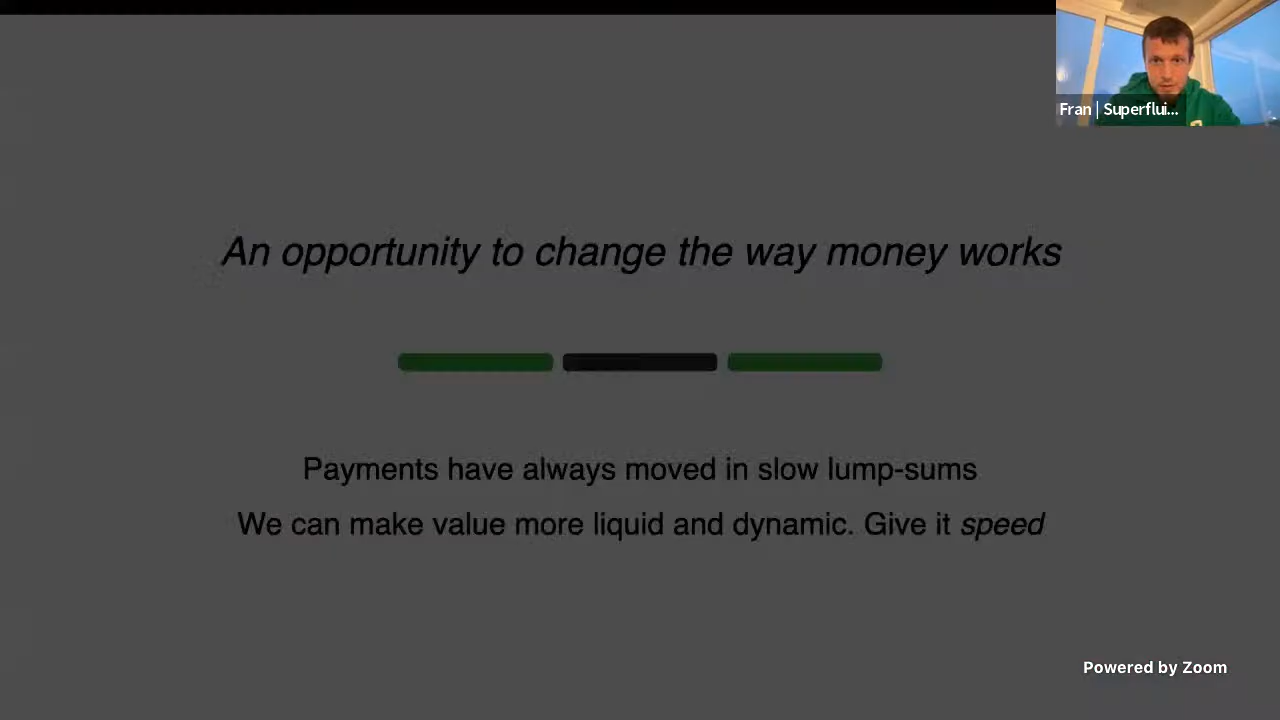 Fran | Superflui...
An opportunity to change the way money works
Payments have always moved in slow lump-sums
We can make value more liquid and dynamic. Give it speed
Powered by Zoom